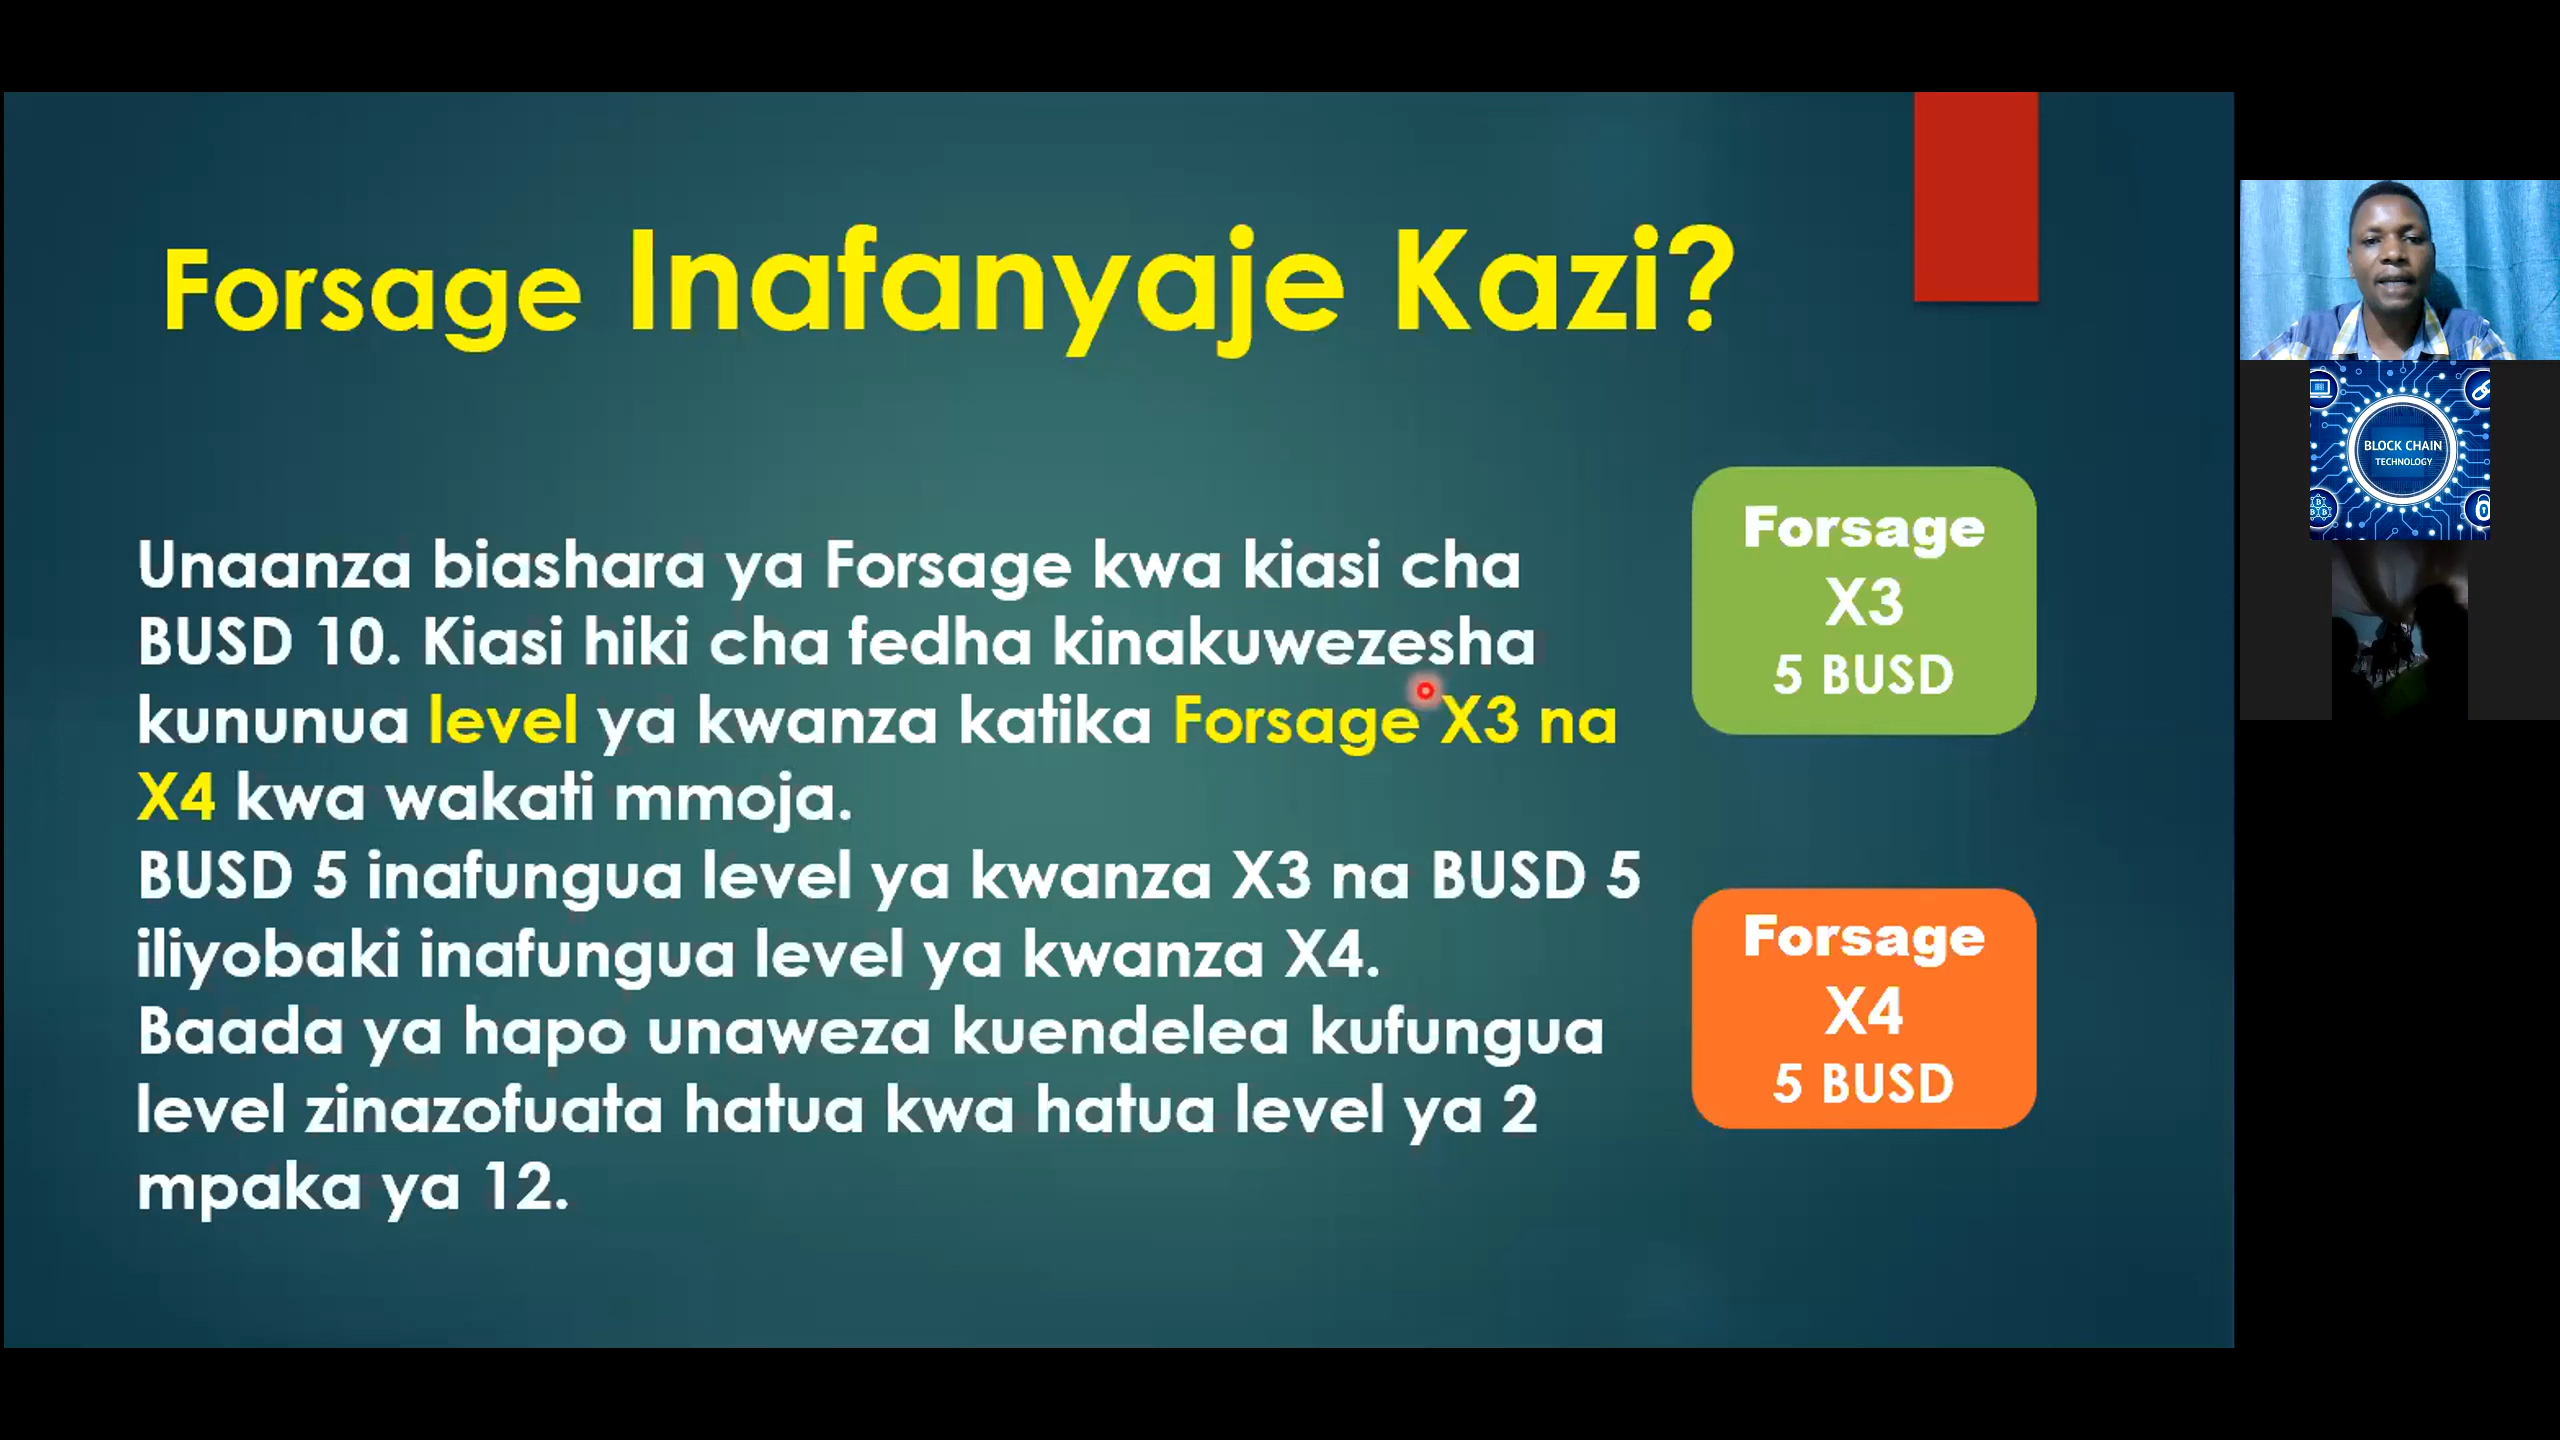 Forsage Inafanyaje Kazi?
Unaanza biashara ya Forsage kwa kiasi cha
BUSD 10. Kiasi hiki cha fedha kinakuwezesha
kununua level ya kwanza katika Forsage X3 na
X4 kwa wakati mmoja.
BUSD 5 inafungua level ya kwanza X3 na BUSD 5
iliyobaki inafungua level ya kwanza X4.
Baada ya hapo unaweza kuendelea kufungua
level zinazofuata hatua kwa hatua level ya 2
mpaka ya 12.
Forsage
X3
5 BUSD
Forsage
X4
5 BUSD
BLOCK CHAIN
TECHNOLOGY